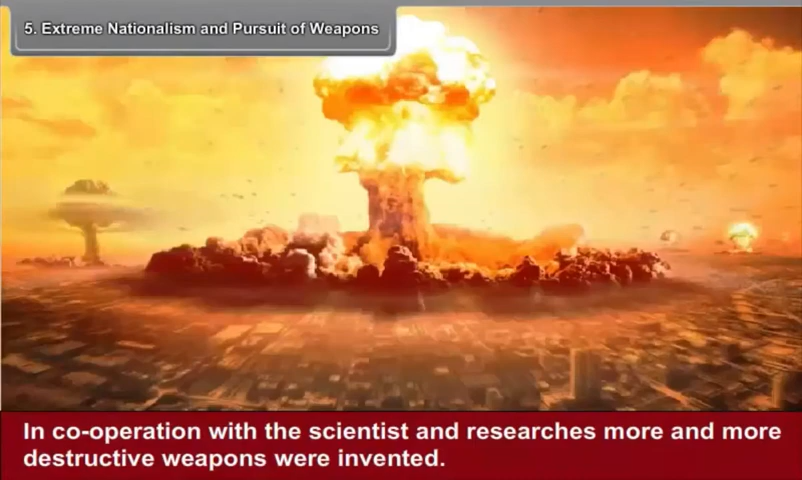 5. Extreme Nationalism and Pursuit of Weapons
In co-operation with the scientist and researches more and more
destructive weapons were invented.